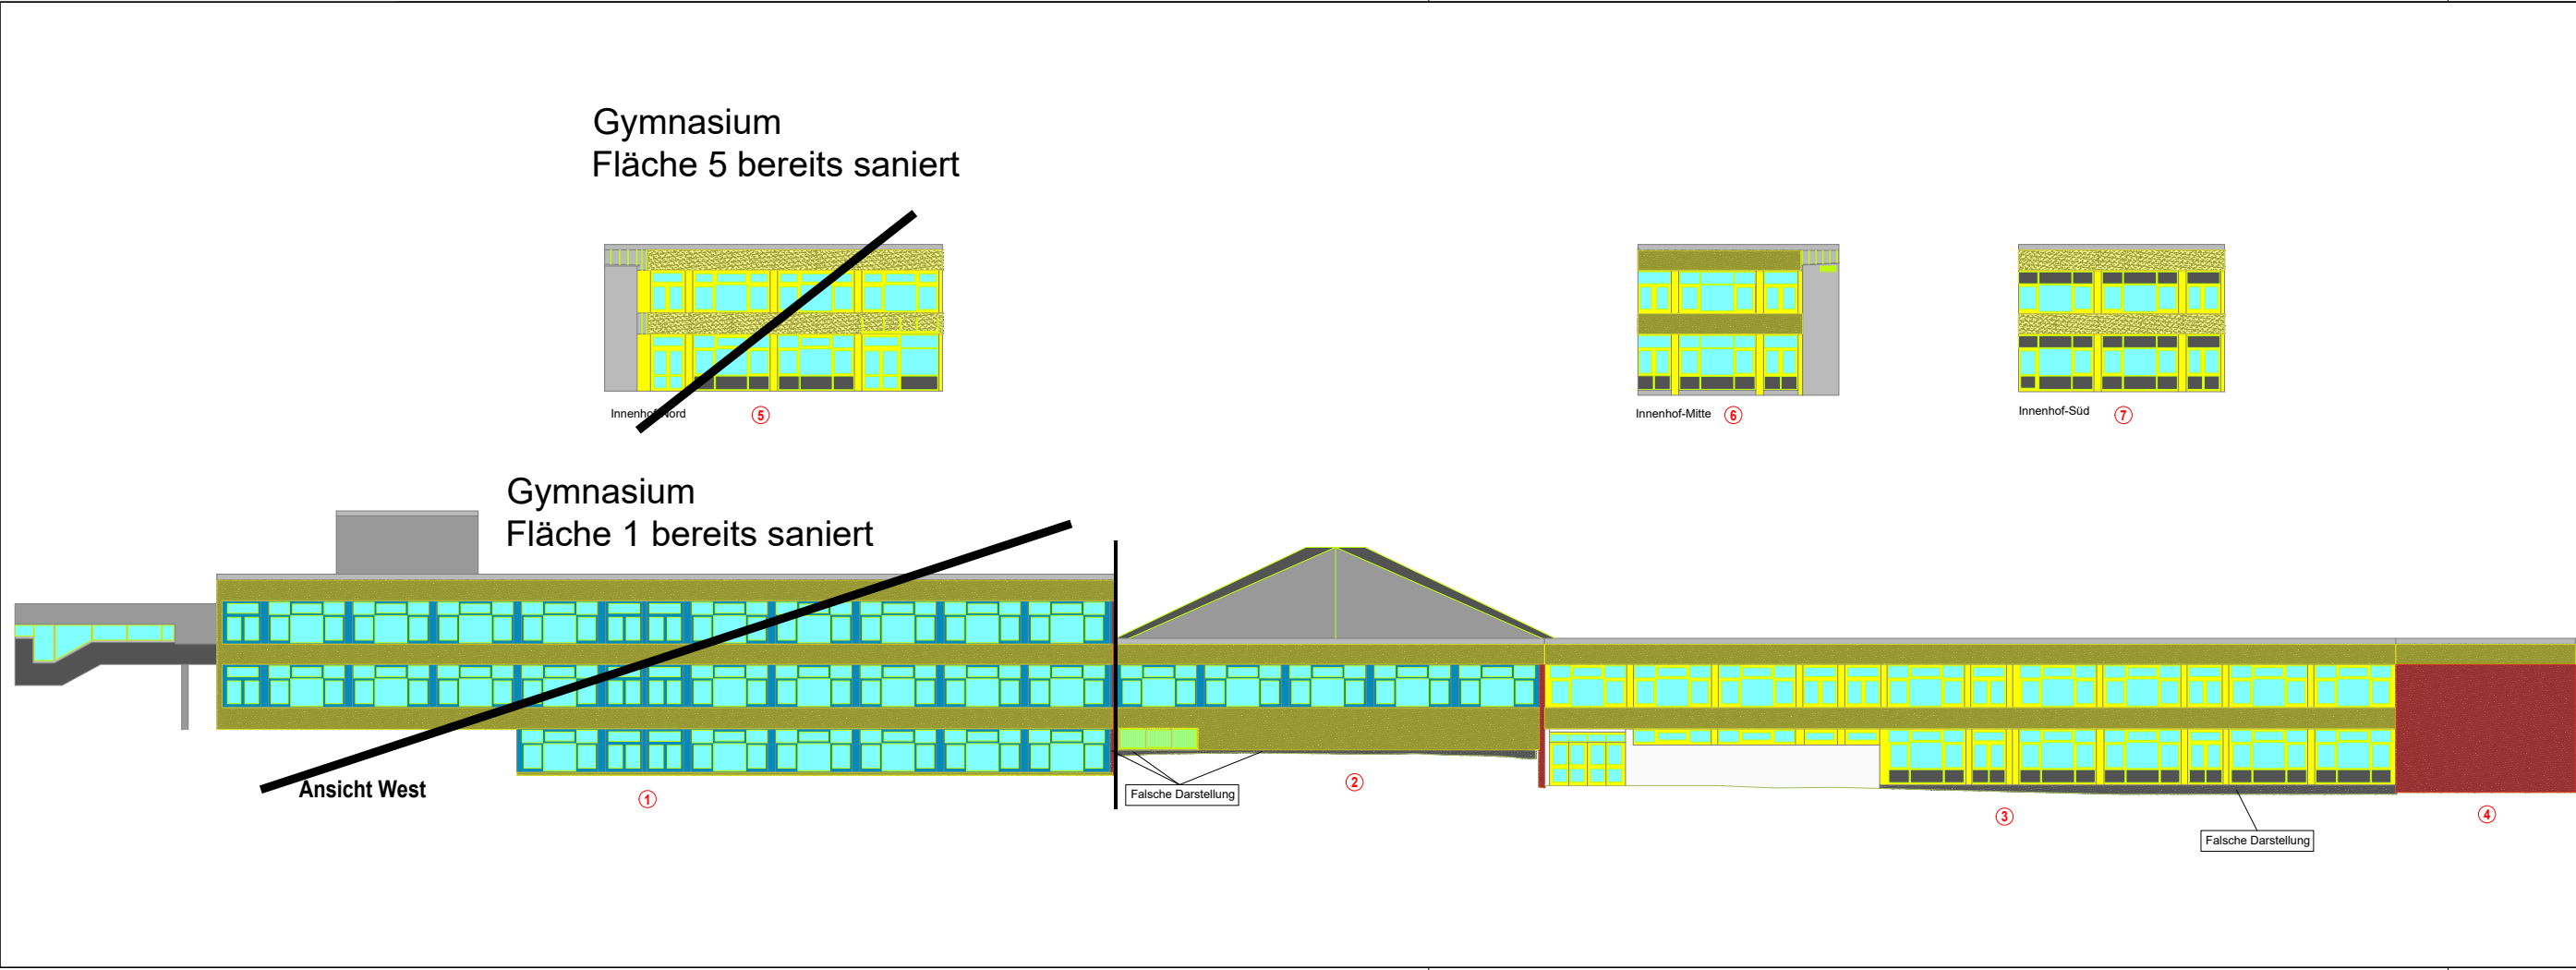 Gymnasium
Fläche 5 bereits saniert
Innenhof-Nord
5
Innenhof-Mitte
6
Innenhof-Süd
7
Gymnasium
Fläche 1 bereits saniert
Ansicht West
1
Falsche Darstellung
2
3
Falsche Darstellung
4